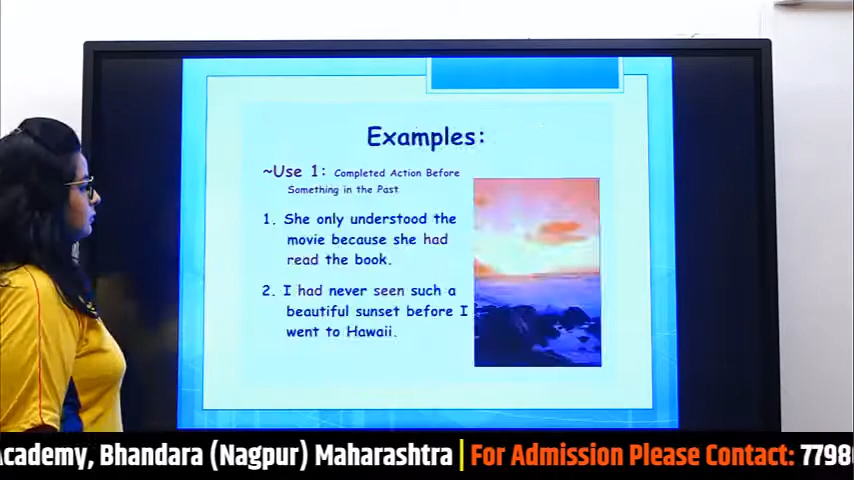 Examples:
~Use 1: Completed Action Before
Something in the Past
1. She only understood the
movie because she had
read the book.
2. I had never seen such a
beautiful sunset before I
went to Hawaii.
Academy, Bhandara (Nagpur) Maharashtra | For Admission Please Contact: 7798